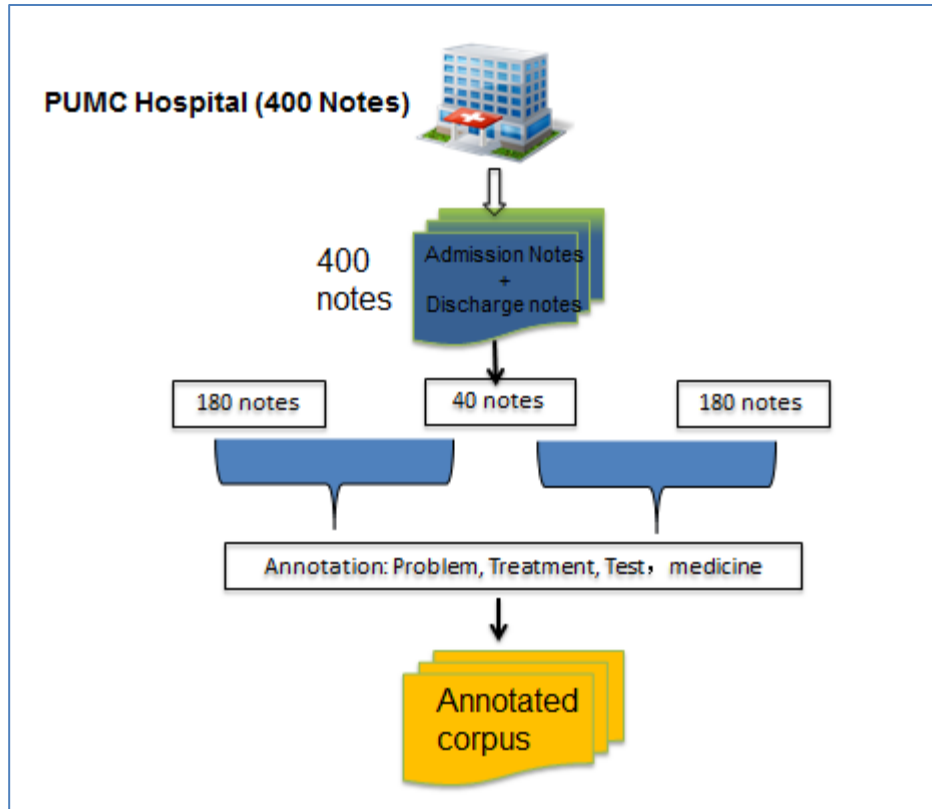 PUMC Hospital (400 Notes)
400
notes
Admission Notes
+
Discharge notes
180 notes
40 notes
180 notes
Annotation: Problem, Treatment, Test，medicine
Annotated
corpus